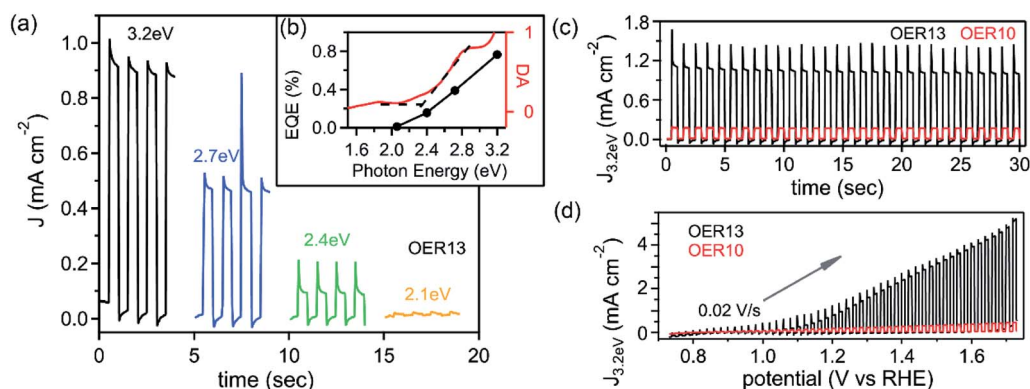 (a)
3.2eV
2.7eV
2.4eV
2.1eV
OER13
J (mA cm⁻²)
1.0
0.8
0.6
0.4
0.2
0.0
0 5 10 15 20
time (sec)
(b)
EQE (%)
0.8
0.4
0.0
1
0
DA
1.6 2.0 2.4 2.8 3.2
Photon Energy (eV)
(c)
OER13 OER10
J3.2eV (mA cm⁻²)
1.8
1.2
0.6
0.0
0 5 10 15 20 25 30
time (sec)
(d)
OER13
OER10
0.02 V/s
J3.2eV (mA cm⁻²)
4
2
0
0.8 1.0 1.2 1.4 1.6
potential (V vs RHE)